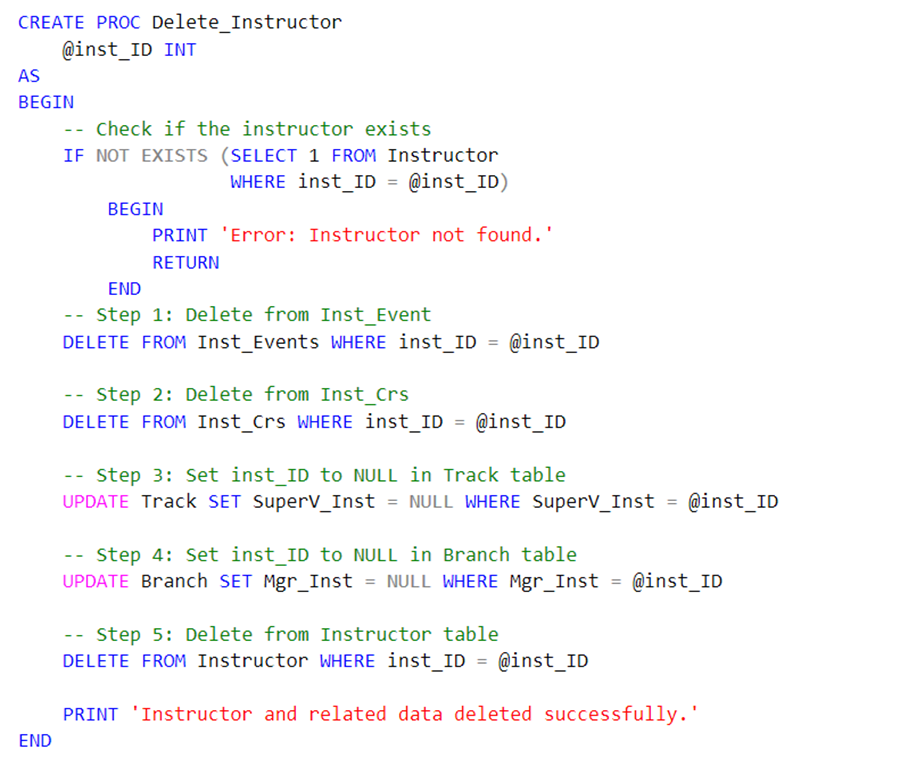 CREATE PROC Delete_Instructor
    @inst_ID INT
AS
BEGIN
    -- Check if the instructor exists
    IF NOT EXISTS (SELECT 1 FROM Instructor
                   WHERE inst_ID = @inst_ID)
        BEGIN
            PRINT 'Error: Instructor not found.'
            RETURN
        END
    -- Step 1: Delete from Inst_Event
    DELETE FROM Inst_Events WHERE inst_ID = @inst_ID

    -- Step 2: Delete from Inst_Crs
    DELETE FROM Inst_Crs WHERE inst_ID = @inst_ID

    -- Step 3: Set inst_ID to NULL in Track table
    UPDATE Track SET SuperV_Inst = NULL WHERE SuperV_Inst = @inst_ID

    -- Step 4: Set inst_ID to NULL in Branch table
    UPDATE Branch SET Mgr_Inst = NULL WHERE Mgr_Inst = @inst_ID

    -- Step 5: Delete from Instructor table
    DELETE FROM Instructor WHERE inst_ID = @inst_ID

    PRINT 'Instructor and related data deleted successfully.'
END